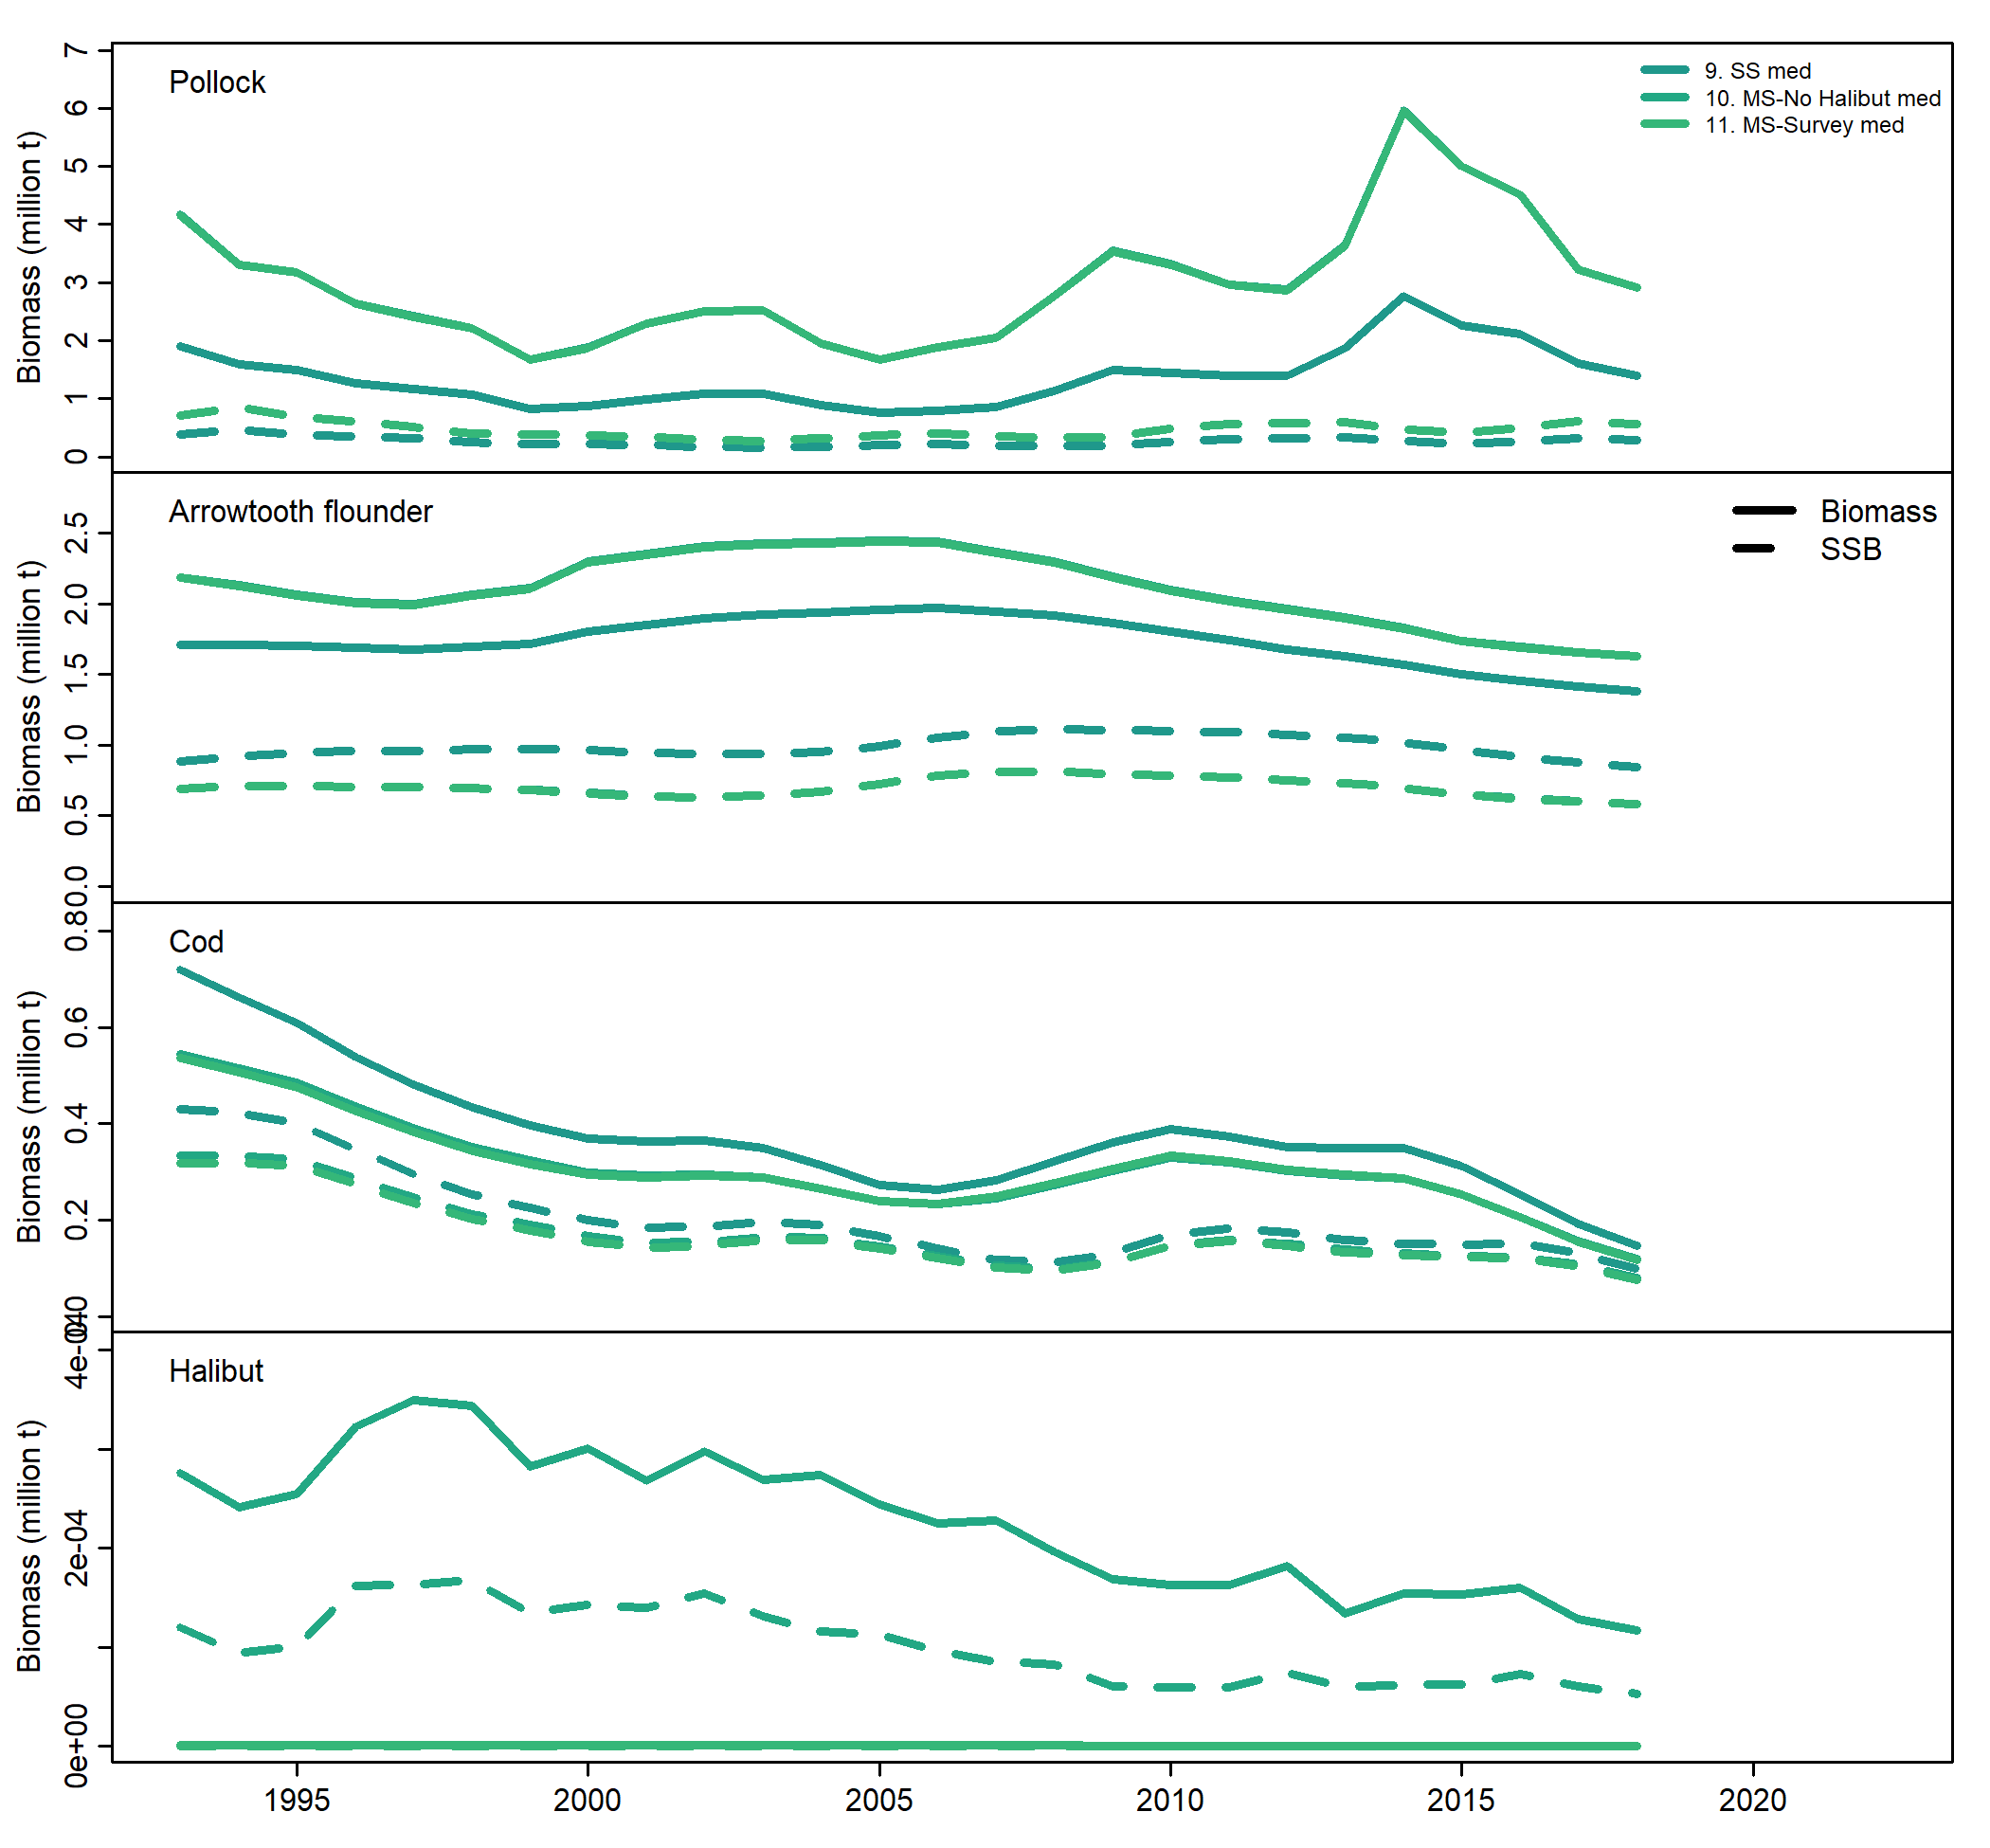 Pollock
9. SS med
10. MS-No Halibut med
11. MS-Survey med
Biomass (million t)
7
6
5
4
3
2
1
0
Arrowtooth flounder
Biomass
SSB
Biomass (million t)
2.5
2.0
1.5
1.0
0.5
0.0
Cod
Biomass (million t)
0.8
0.6
0.4
0.2
0.0
Halibut
Biomass (million t)
4e-04
2e-04
0e+00
1995 2000 2005 2010 2015 2020